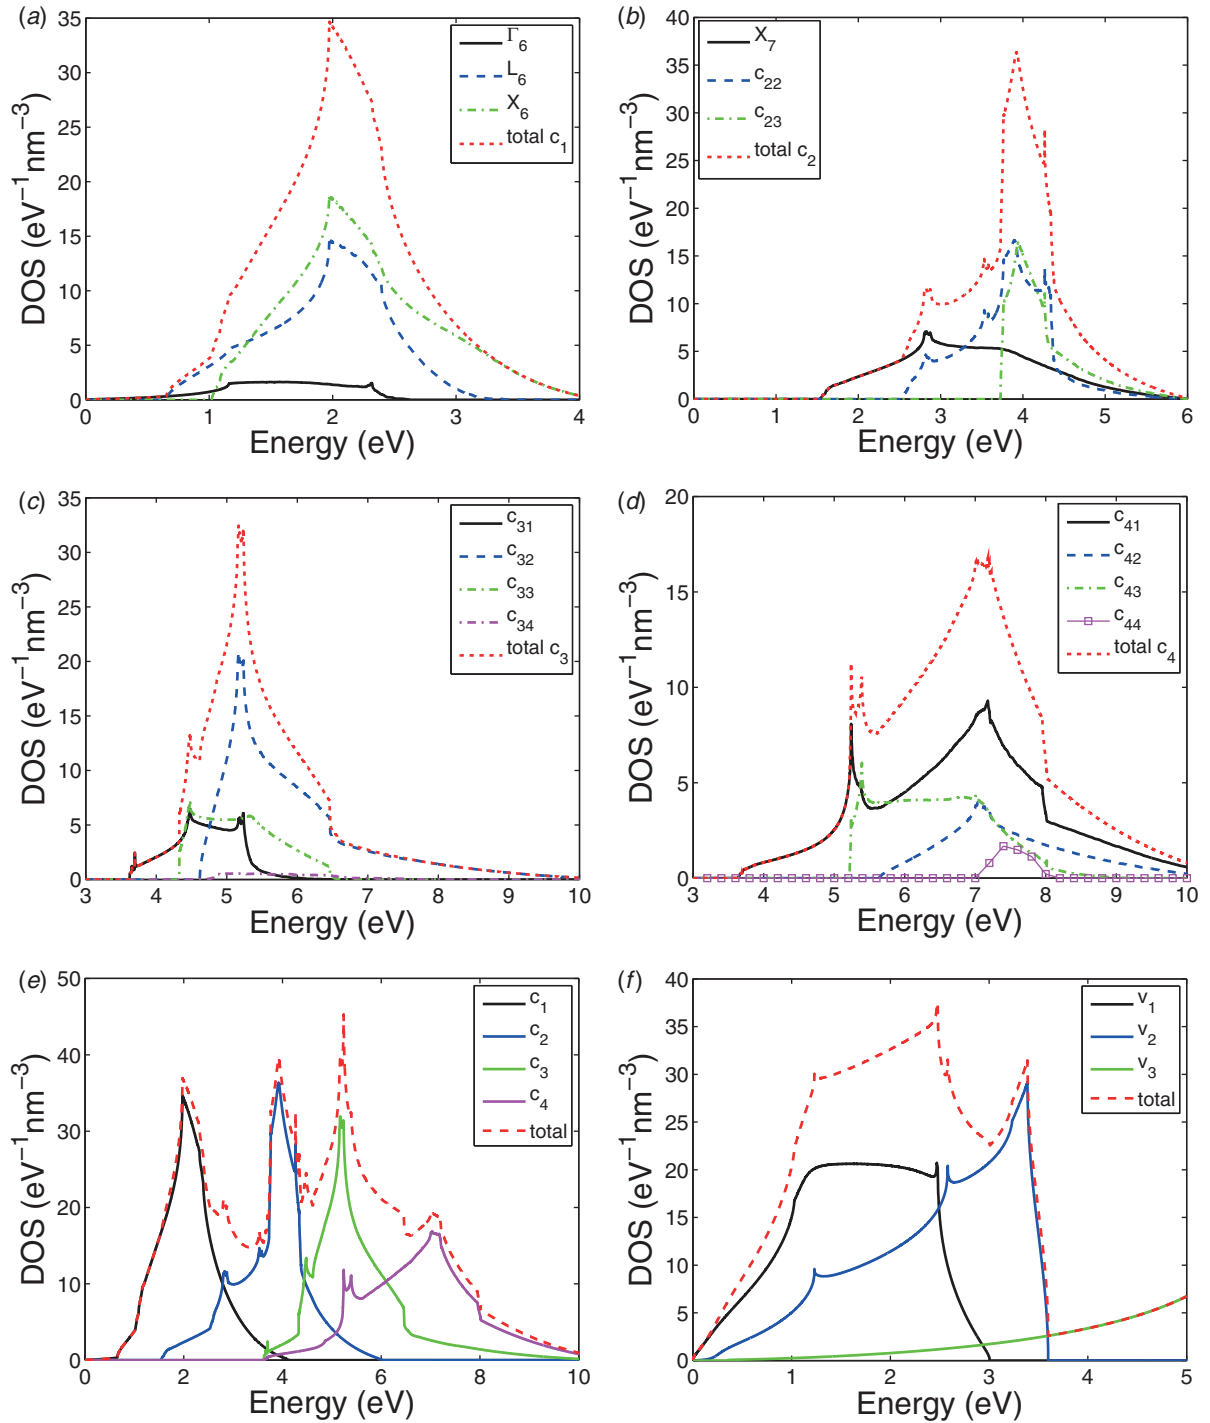 (a)
35
30
25
20
15
10
5
0
DOS (eV−1nm−3)
Γ6
L6
X6
total c1
0 1 2 3 4
Energy (eV)
(b)
40
35
30
25
20
15
10
5
0
DOS (eV−1nm−3)
X7
c22
c23
total c2
0 1 2 3 4 5 6
Energy (eV)
(c)
35
30
25
20
15
10
5
0
DOS (eV−1nm−3)
c31
c32
c33
c34
total c3
3 4 5 6 7 8 9 10
Energy (eV)
(d)
20
15
10
5
0
DOS (eV−1nm−3)
c41
c42
c43
c44
total c4
3 4 5 6 7 8 9 10
Energy (eV)
(e)
50
40
30
20
10
0
DOS (eV−1nm−3)
c1
c2
c3
c4
total
0 2 4 6 8 10
Energy (eV)
(f)
40
35
30
25
20
15
10
5
0
DOS (eV−1nm−3)
v1
v2
v3
total
0 1 2 3 4 5
Energy (eV)